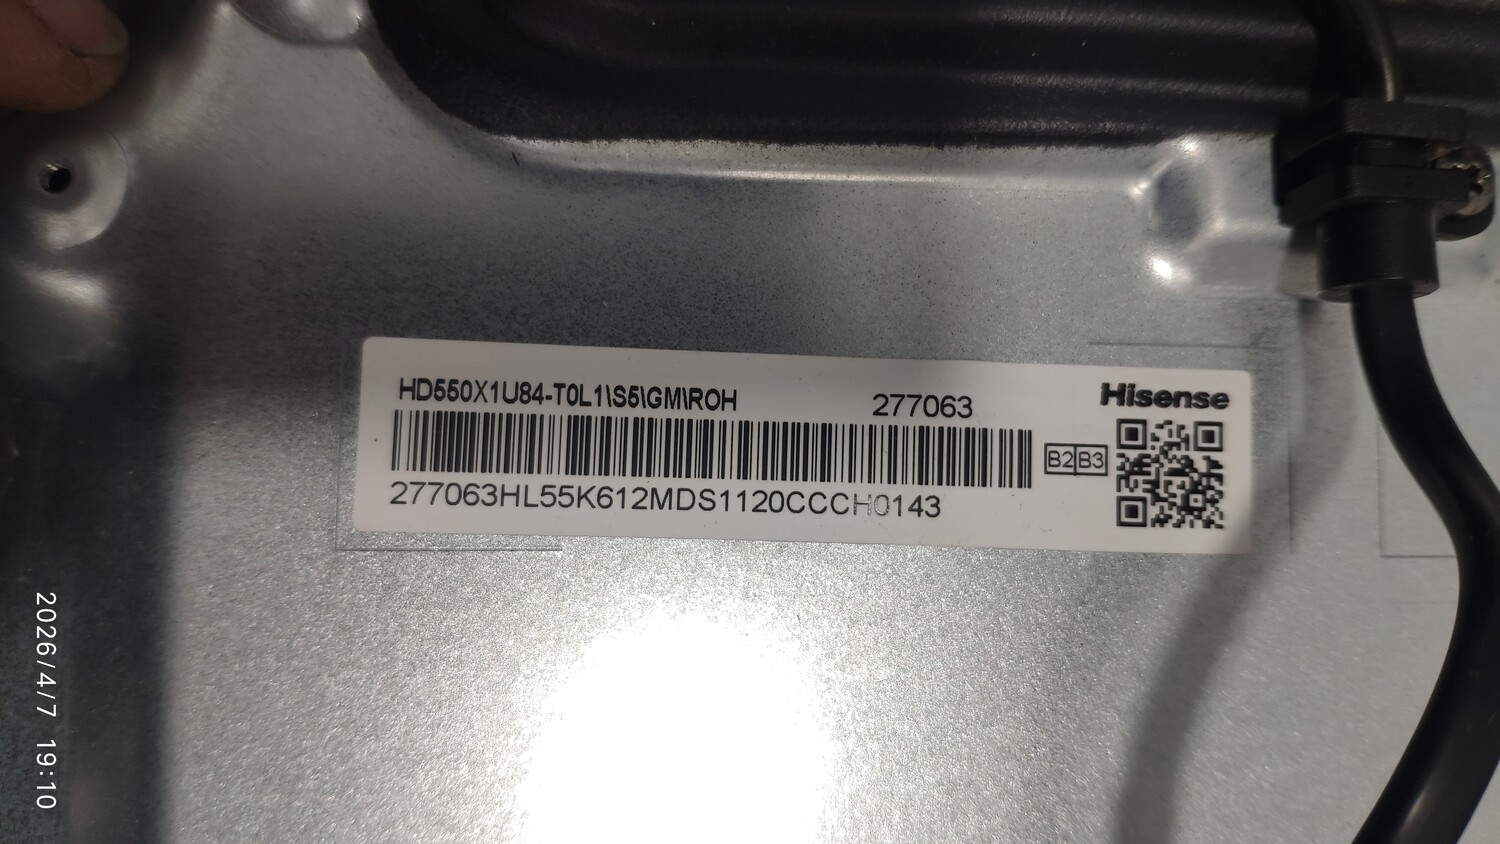 HD550X1U84-T0L1\S5\GM\ROH 277063 Hisense
B2 B3
277063HL55K612MDS1120CCCH0143
2026/4/7 19:10